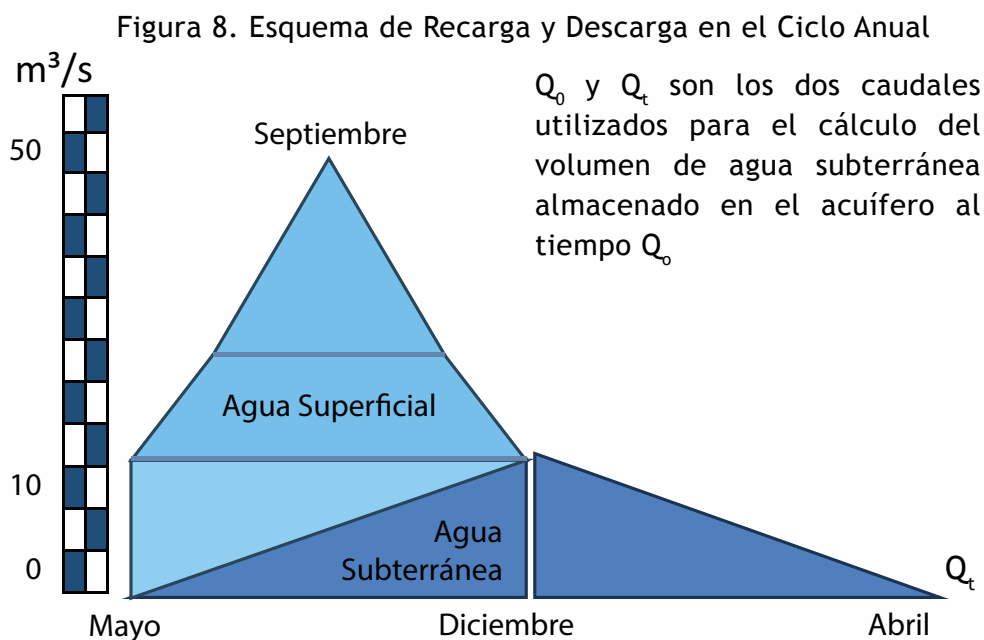 Figura 8. Esquema de Recarga y Descarga en el Ciclo Anual
m³/s
Q₀ y Qₜ son los dos caudales
utilizados para el cálculo del
volumen de agua subterránea
almacenado en el acuífero al
tiempo Qₒ
50
Septiembre
Agua Superficial
10
Agua
Subterránea
0
Qₜ
Mayo
Diciembre
Abril